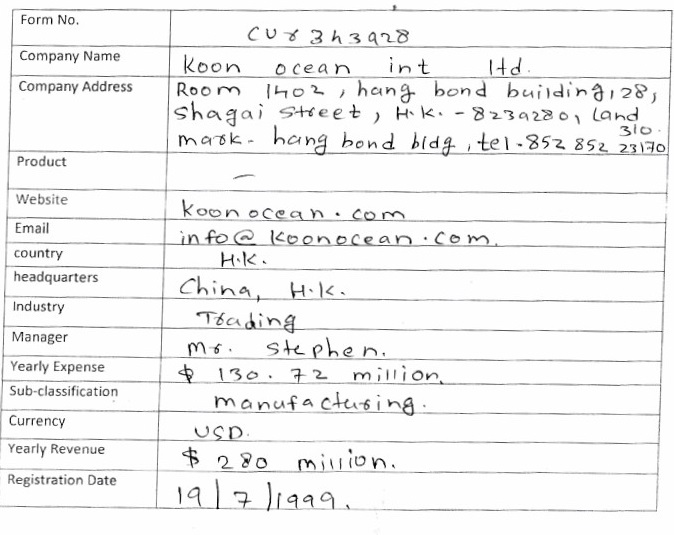 Form No. CUr3h3928
Company Name Koon ocean int ltd.
Company Address Room 1402, hang bond building, 28,
shagai street, H.K. - 8239280, Land
mark - hang bond bldg, tel - 852 852 23170
310.
Product —
Website koonocean.com
Email info@koonocean.com.
country H.K.
headquarters China, H.K.
Industry Trading
Manager Mr. Stephen.
Yearly Expense $ 130.72 million.
Sub-classification manufacturing.
Currency USD.
Yearly Revenue $ 280 million.
Registration Date 19/7/1999.